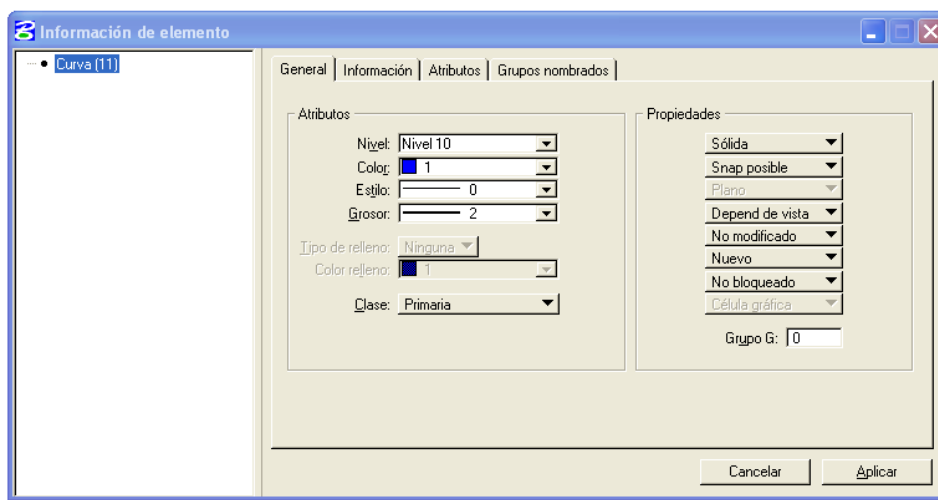 Información de elemento
Curva (11)
General Información Atributos Grupos nombrados
Atributos
Nivel: Nivel 10
Color: 1
Estilo: 0
Grosor: 2
Tipo de relleno: Ninguna
Color relleno: 1
Clase: Primaria
Propiedades
Sólida
Snap posible
Plano
Depend de vista
No modificado
Nuevo
No bloqueado
Célula gráfica
Grupo G: 0
Cancelar Aplicar